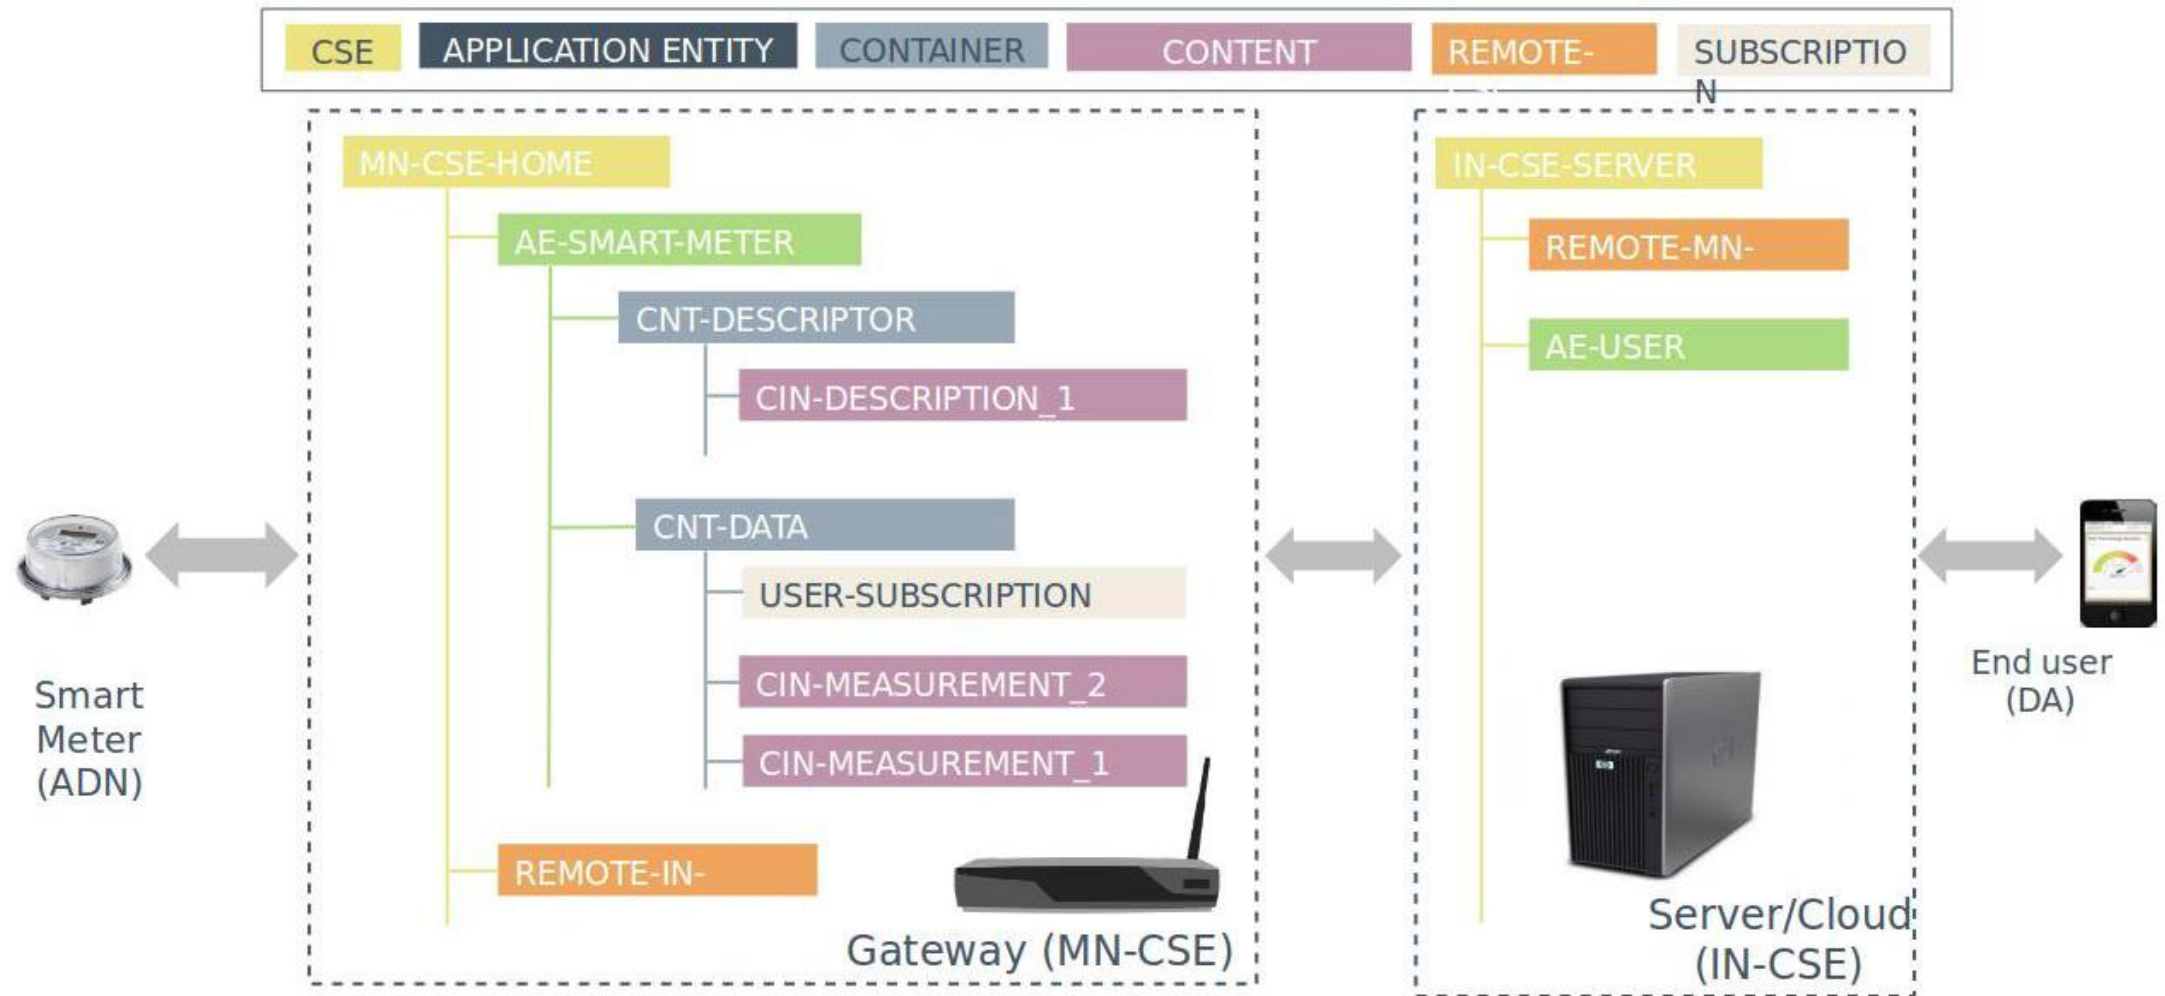 CSE
APPLICATION ENTITY
CONTAINER
CONTENT
REMOTE-
SUBSCRIPTIO
N
MN-CSE-HOME
AE-SMART-METER
CNT-DESCRIPTOR
CIN-DESCRIPTION_1
CNT-DATA
USER-SUBSCRIPTION
CIN-MEASUREMENT_2
CIN-MEASUREMENT_1
REMOTE-IN-
Gateway (MN-CSE)
IN-CSE-SERVER
REMOTE-MN-
AE-USER
Server/Cloud
(IN-CSE)
Smart
Meter
(ADN)
End user
(DA)